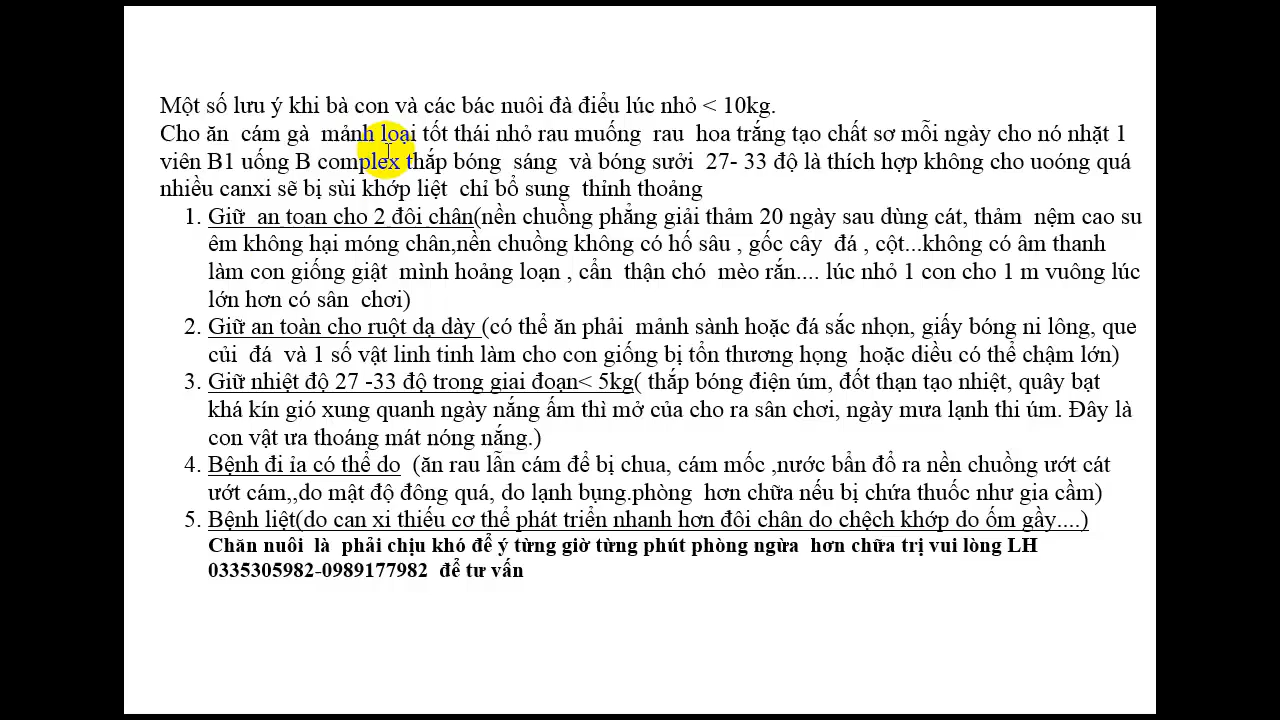 Một số lưu ý khi bà con và các bác nuôi đà điểu lúc nhỏ < 10kg.
Cho ăn cám gà mảnh loại tốt thái nhỏ rau muống rau hoa trắng tạo chất sơ mỗi ngày cho nó nhặt 1
viên B1 uống B complex thắp bóng sáng và bóng sưởi 27- 33 độ là thích hợp không cho uoóng quá
nhiều canxi sẽ bị sùi khớp liệt chỉ bổ sung thỉnh thoảng
1. Giữ an toan cho 2 đôi chân(nền chuồng phẳng giải thảm 20 ngày sau dùng cát, thảm nệm cao su
êm không hại móng chân,nền chuồng không có hố sâu , gốc cây đá , cột...không có âm thanh
làm con giống giật mình hoảng loạn , cẩn thận chó mèo rắn.... lúc nhỏ 1 con cho 1 m vuông lúc
lớn hơn có sân chơi)
2. Giữ an toàn cho ruột dạ dày (có thể ăn phải mảnh sành hoặc đá sắc nhọn, giấy bóng ni lông, que
củi đá và 1 số vật linh tinh làm cho con giống bị tổn thương họng hoặc diều có thể chậm lớn)
3. Giữ nhiệt độ 27 -33 độ trong giai đoạn< 5kg( thắp bóng điện úm, đốt thạn tạo nhiệt, quây bạt
khá kín gió xung quanh ngày nắng ấm thì mở của cho ra sân chơi, ngày mưa lạnh thi úm. Đây là
con vật ưa thoáng mát nóng nắng.)
4. Bệnh đi ỉa có thể do (ăn rau lẫn cám để bị chua, cám mốc ,nước bẩn đổ ra nền chuồng ướt cát
ướt cám,,do mật độ đông quá, do lạnh bụng.phòng hơn chữa nếu bị chứa thuốc như gia cầm)
5. Bệnh liệt(do can xi thiếu cơ thể phát triển nhanh hơn đôi chân do chệch khớp do ốm gầy....)
Chăn nuôi là phải chịu khó để ý từng giờ từng phút phòng ngừa hơn chữa trị vui lòng LH
0335305982-0989177982 để tư vấn